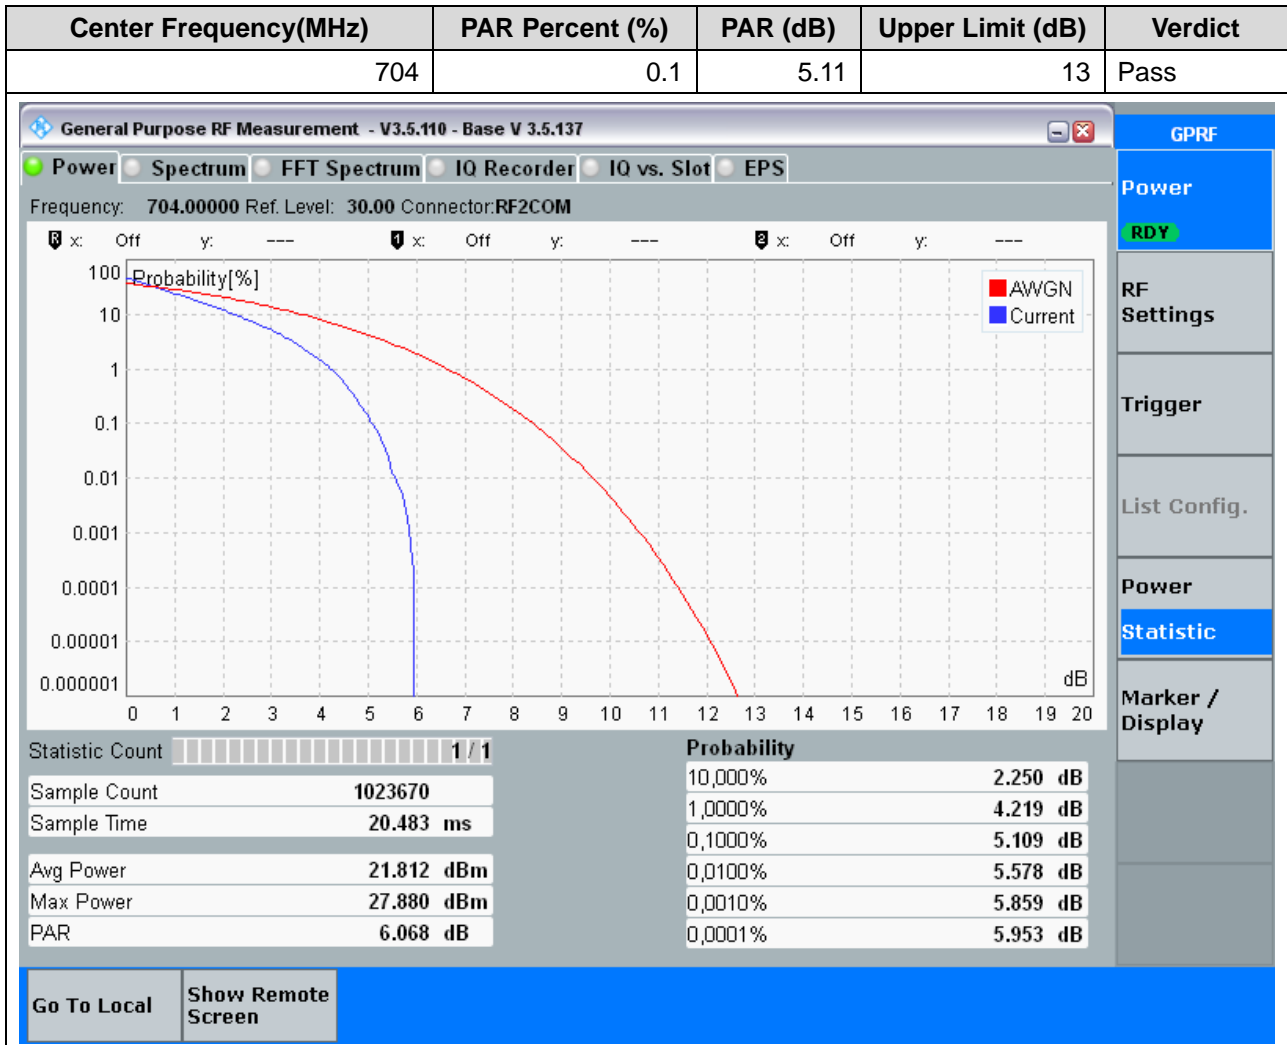 Center Frequency(MHz) PAR Percent (%) PAR (dB) Upper Limit (dB) Verdict
704 0.1 5.11 13 Pass
General Purpose RF Measurement - V3.5.110 - Base V 3.5.137
GPRF
Power Spectrum FFT Spectrum IQ Recorder IQ vs. Slot EPS
Frequency: 704.00000 Ref. Level: 30.00 Connector:RF2COM
R x: Off y: --- 1 x: Off y: --- 2 x: Off y: ---
Probability[%]
AWGN
Current
100
10
1
0.1
0.01
0.001
0.0001
0.00001
0.000001
dB
0 1 2 3 4 5 6 7 8 9 10 11 12 13 14 15 16 17 18 19 20
Statistic Count 1 / 1
Sample Count 1023670
Sample Time 20.483 ms
Avg Power 21.812 dBm
Max Power 27.880 dBm
PAR 6.068 dB
Probability
10,000% 2.250 dB
1,0000% 4.219 dB
0,1000% 5.109 dB
0,0100% 5.578 dB
0,0010% 5.859 dB
0,0001% 5.953 dB
Power
RDY
RF
Settings
Trigger
List Config.
Power
Statistic
Marker /
Display
Go To Local
Show Remote
Screen